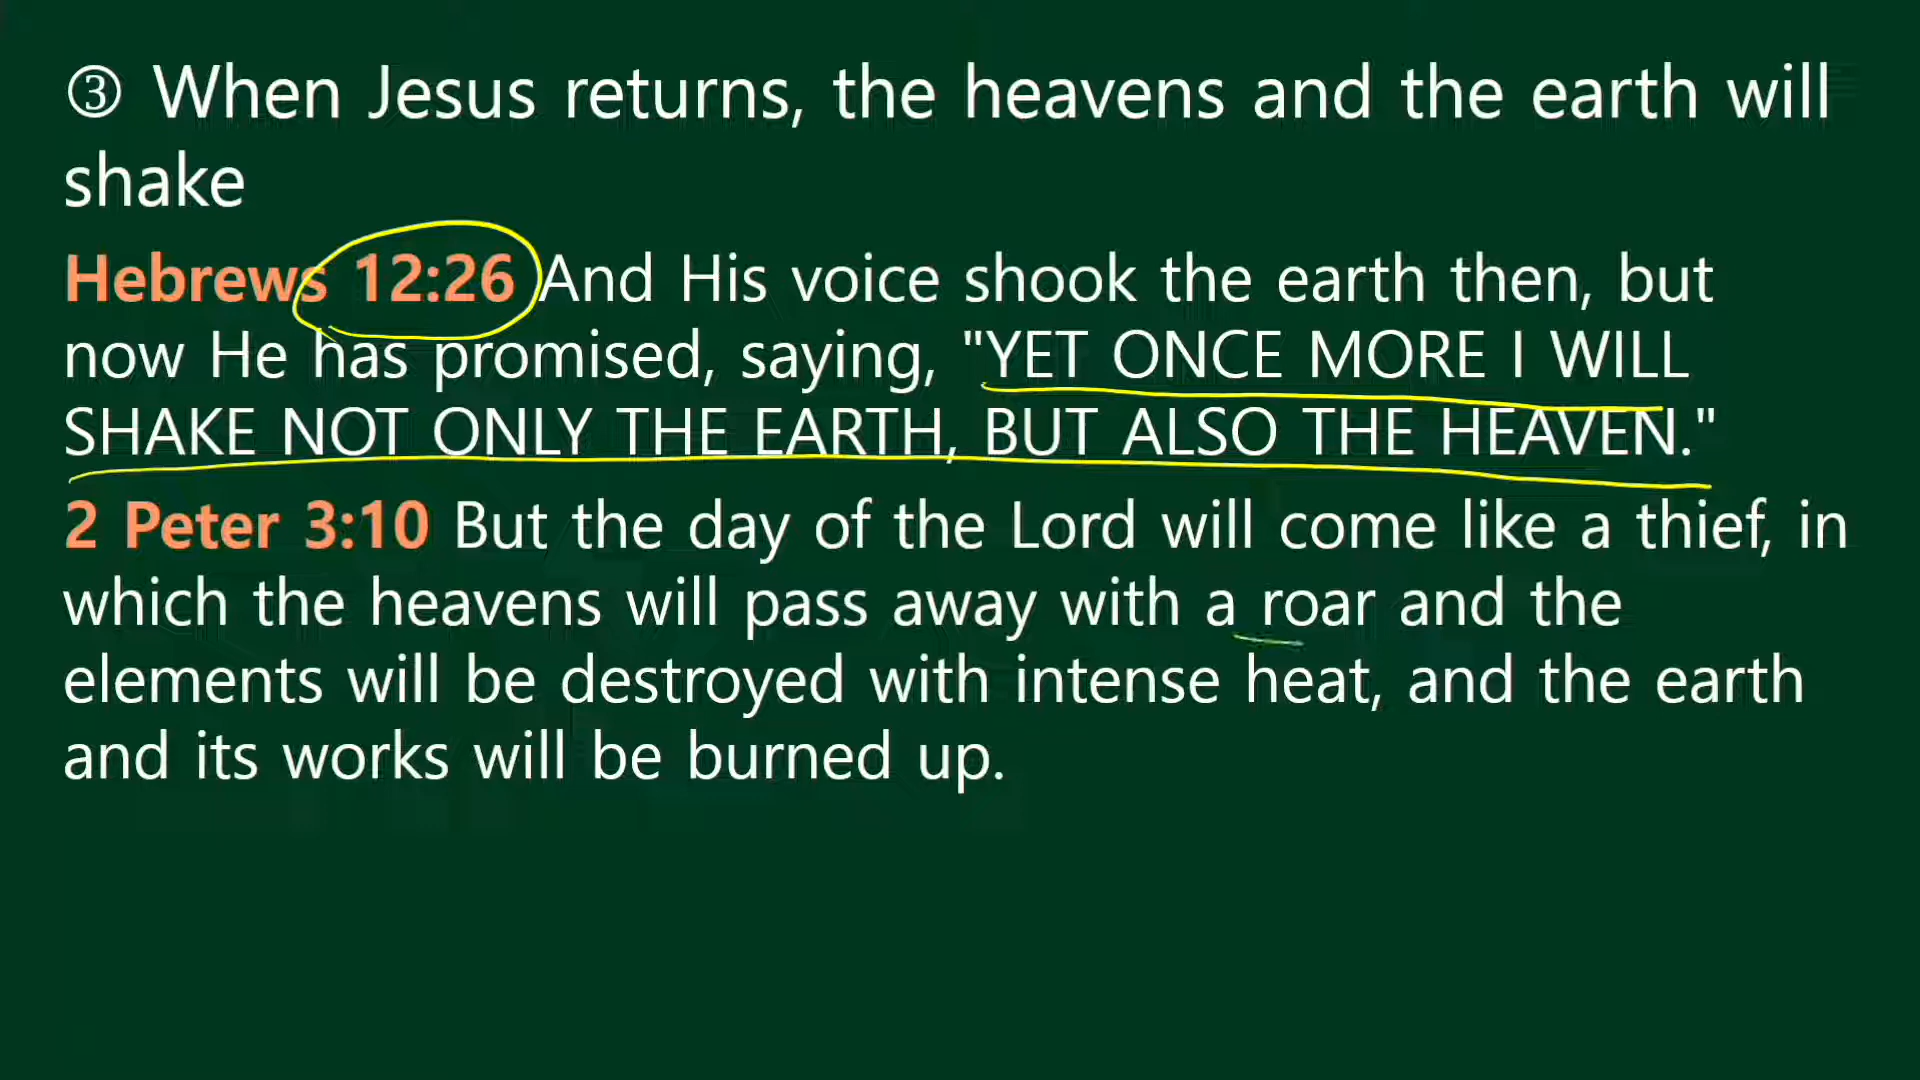 ③ When Jesus returns, the heavens and the earth will
shake
Hebrews 12:26 And His voice shook the earth then, but
now He has promised, saying, "YET ONCE MORE I WILL
SHAKE NOT ONLY THE EARTH, BUT ALSO THE HEAVEN."
2 Peter 3:10 But the day of the Lord will come like a thief, in
which the heavens will pass away with a roar and the
elements will be destroyed with intense heat, and the earth
and its works will be burned up.